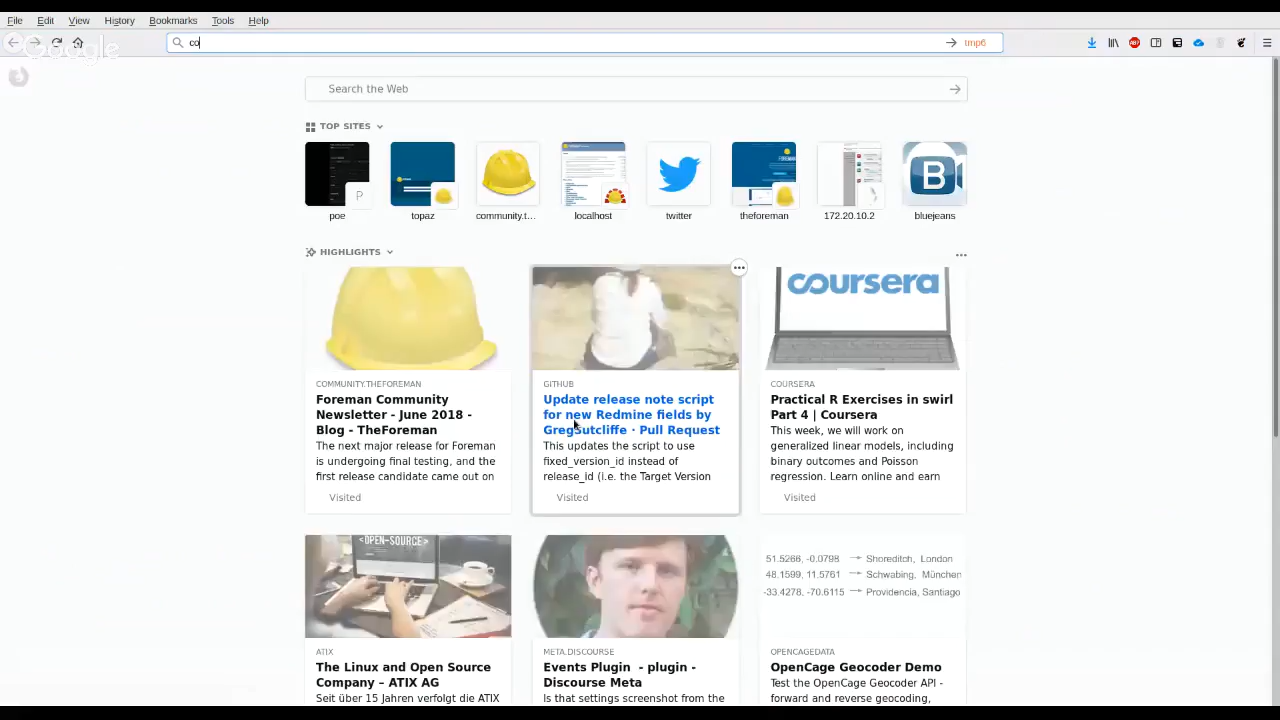 File Edit View History Bookmarks Tools Help
Google
co
tmp6
Search the Web
TOP SITES
P
B
poe topaz community.t... localhost twitter theforeman 172.20.10.2 bluejeans
HIGHLIGHTS
coursera
COMMUNITY.THEFOREMAN
Foreman Community
Newsletter - June 2018 -
Blog - TheForeman
The next major release for Foreman
is undergoing final testing, and the
first release candidate came out on
Visited
GITHUB
Update release note script
for new Redmine fields by
GregSutcliffe · Pull Request
This updates the script to use
fixed_version_id instead of
release_id (i.e. the Target Version
Visited
COURSERA
Practical R Exercises in swirl
Part 4 | Coursera
This week, we will work on
generalized linear models, including
binary outcomes and Poisson
regression. Learn online and earn
Visited
<OPEN-SOURCE>
ATIX
The Linux and Open Source
Company – ATIX AG
Seit über 15 Jahren verfolgt die ATIX
META.DISCOURSE
Events Plugin - plugin -
Discourse Meta
Is that settings screenshot from the
51.5266, -0.0798 → Shoreditch, London
48.1599, 11.5761 → Schwabing, München
-33.4278, -70.6115 → Providencia, Santiago
OPENCAGEDATA
OpenCage Geocoder Demo
Test the OpenCage Geocoder API -
forward and reverse geocoding,